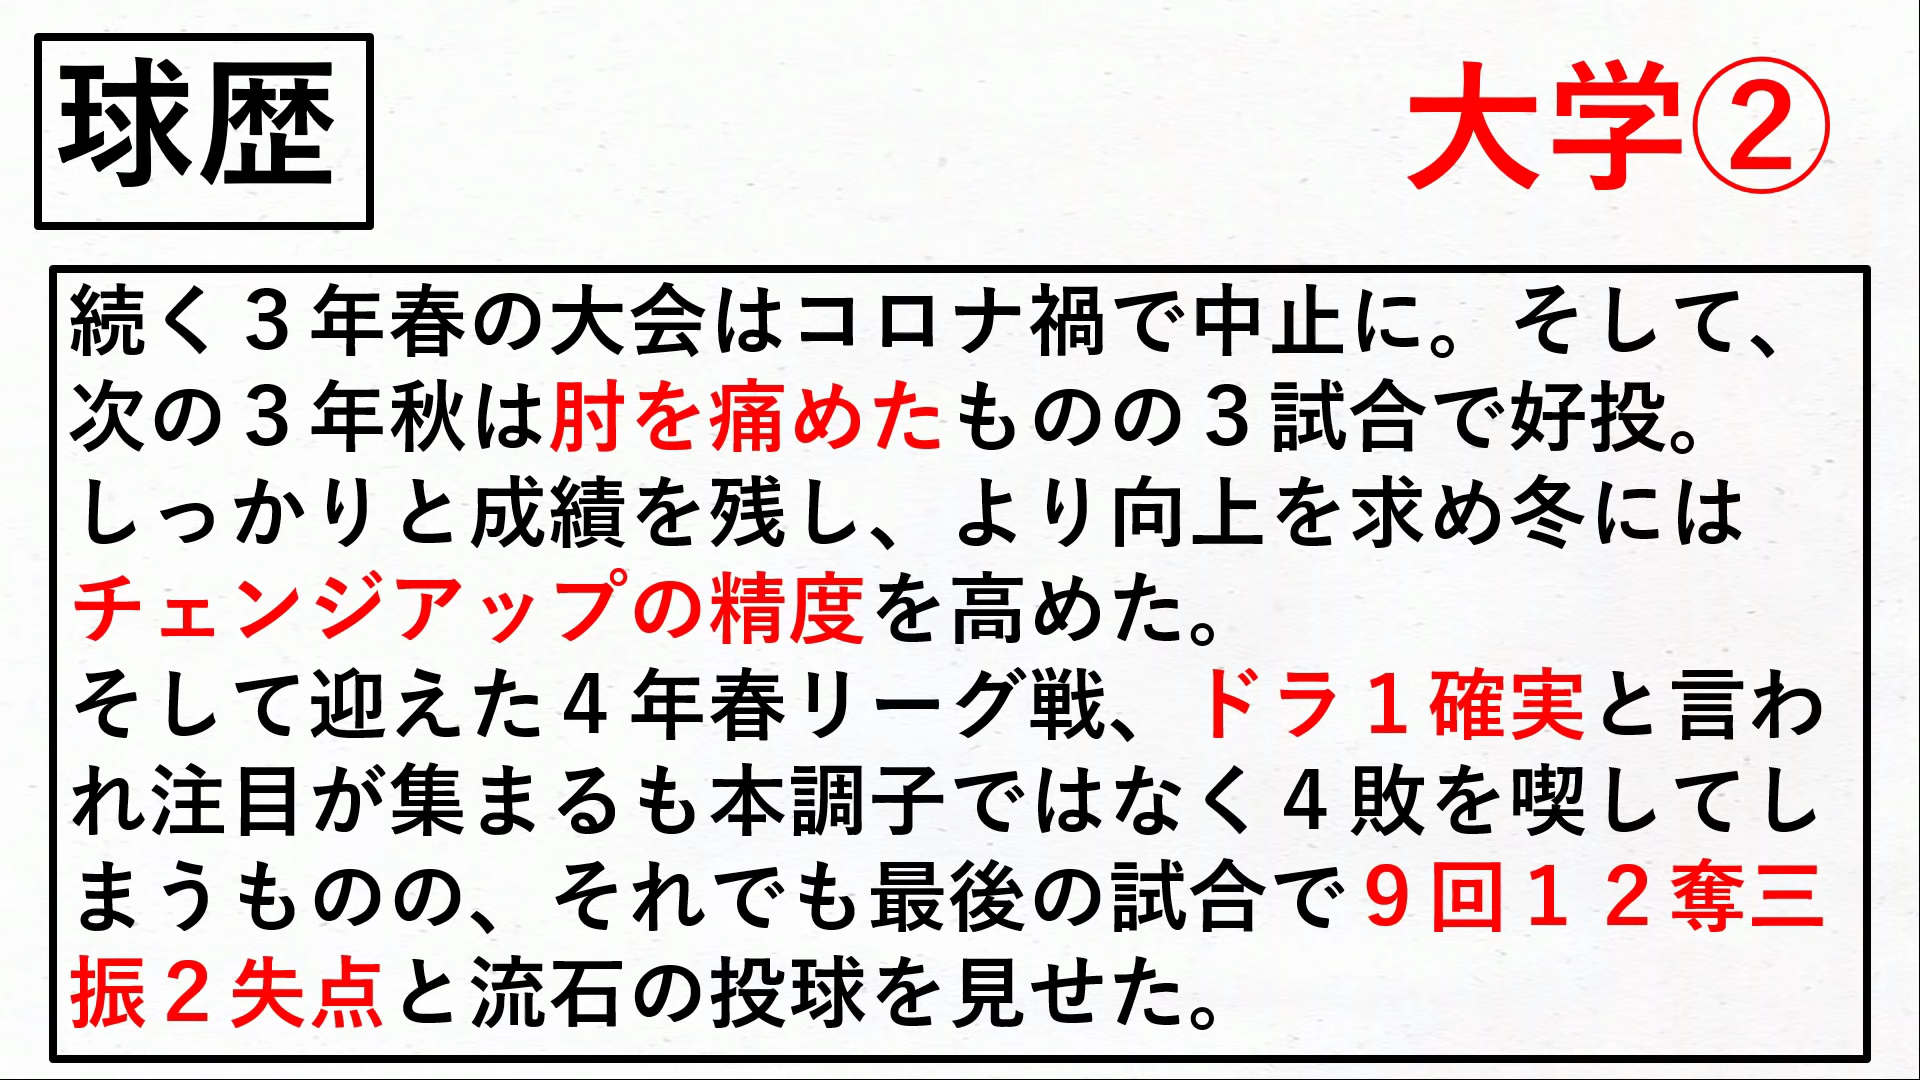 球歴
大学②
続く３年春の大会はコロナ禍で中止に。そして、
次の３年秋は肘を痛めたものの３試合で好投。
しっかりと成績を残し、より向上を求め冬には
チェンジアップの精度を高めた。
そして迎えた４年春リーグ戦、ドラ１確実と言わ
れ注目が集まるも本調子ではなく４敗を喫してし
まうものの、それでも最後の試合で９回１２奪三
振２失点と流石の投球を見せた。